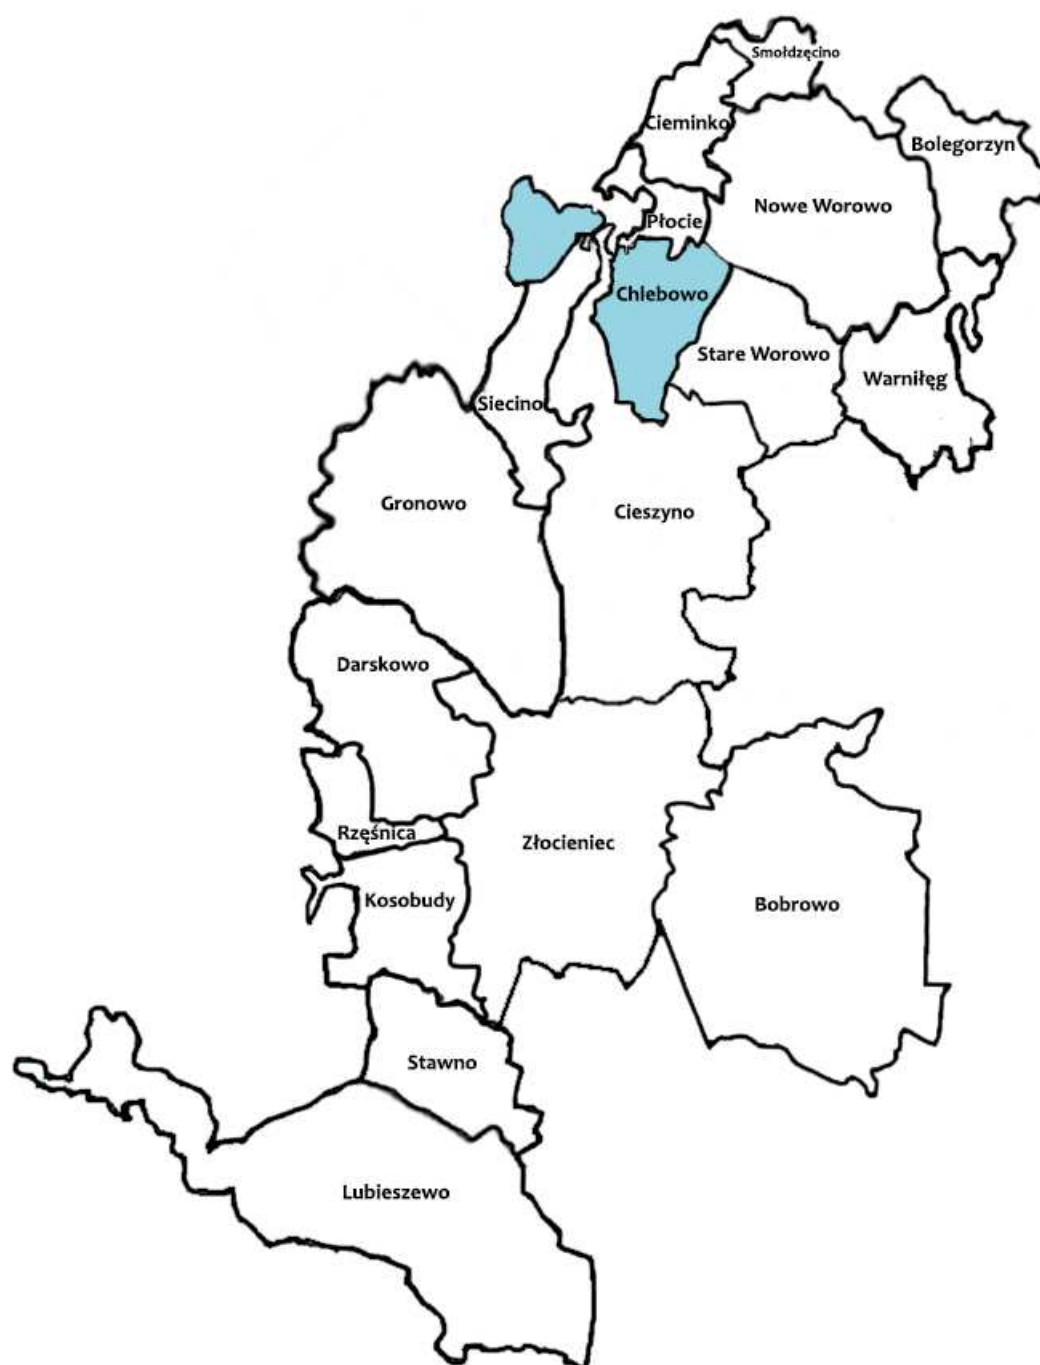 Smołdzęcino
Cieminko
Bolegorzyn
Nowe Worowo
Płocie
Chlebowo
Stare Worowo
Warniłęg
Siecino
Gronowo
Cieszyno
Darskowo
Rzęśnica
Złocieniec
Kosobudy
Bobrowo
Stawno
Lubieszewo